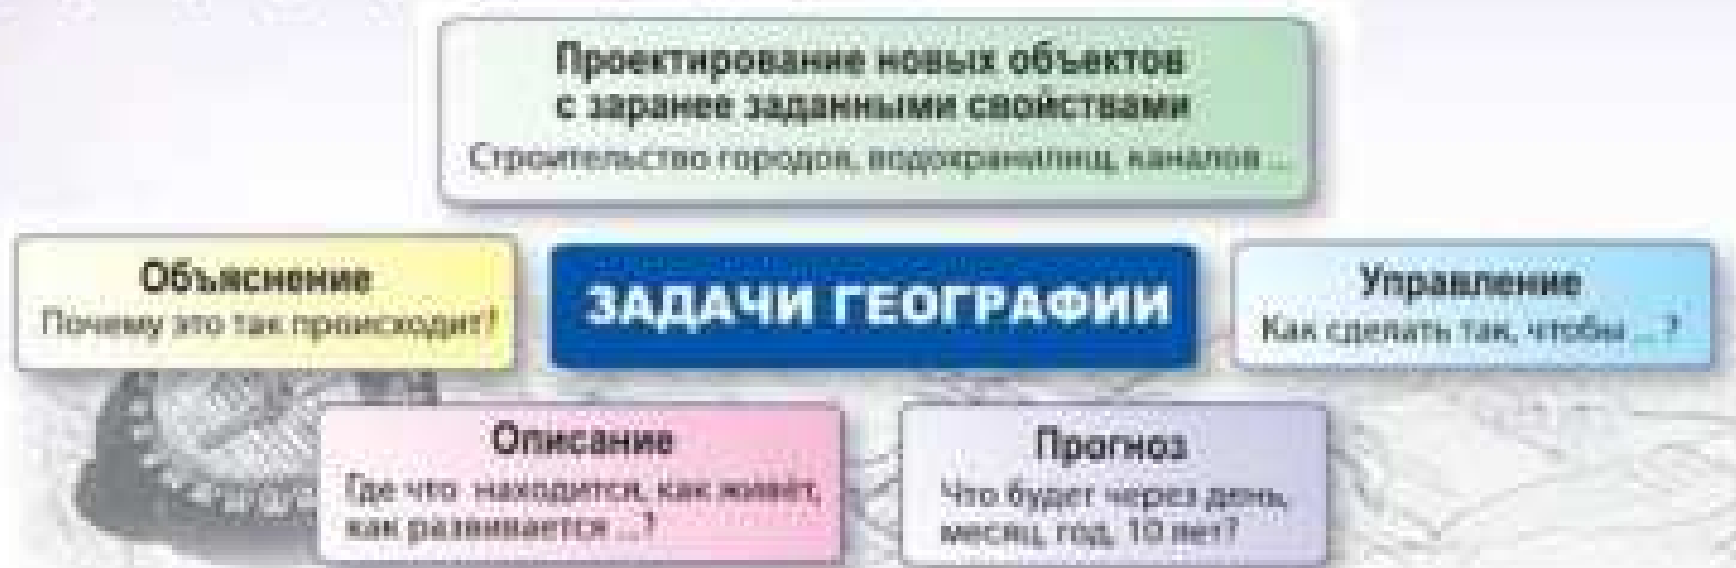 Проектирование новых объектов
с заранее заданными свойствами
Строительство городов, водохранилищ, каналов ...
Объяснение
Почему это так происходит?
ЗАДАЧИ ГЕОГРАФИИ
Управление
Как сделать так, чтобы ...?
Описание
Где что находится, как живёт,
как развивается ...?
Прогноз
Что будет через день,
месяц, год, 10 лет?